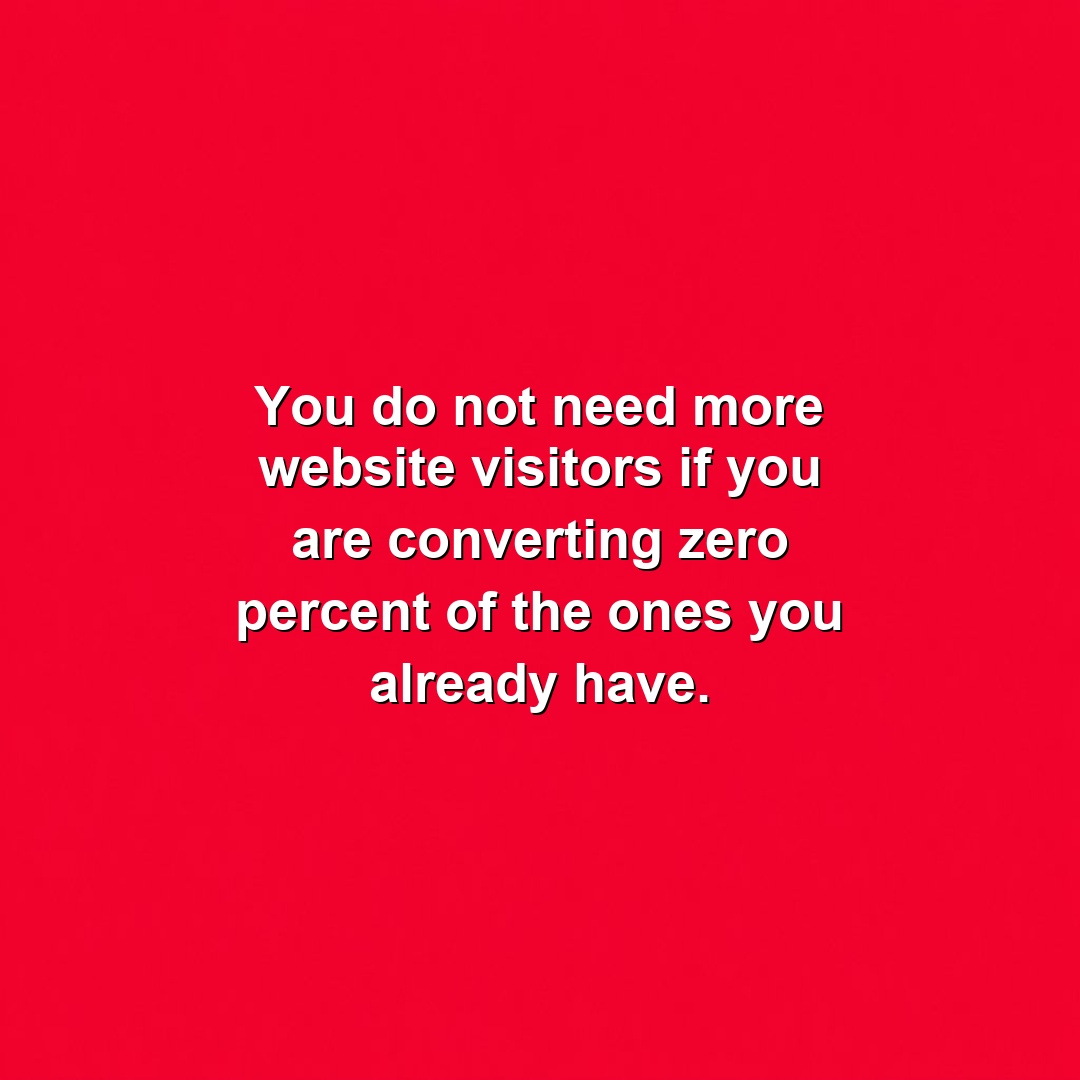 You do not need more
website visitors if you
are converting zero
percent of the ones you
already have.